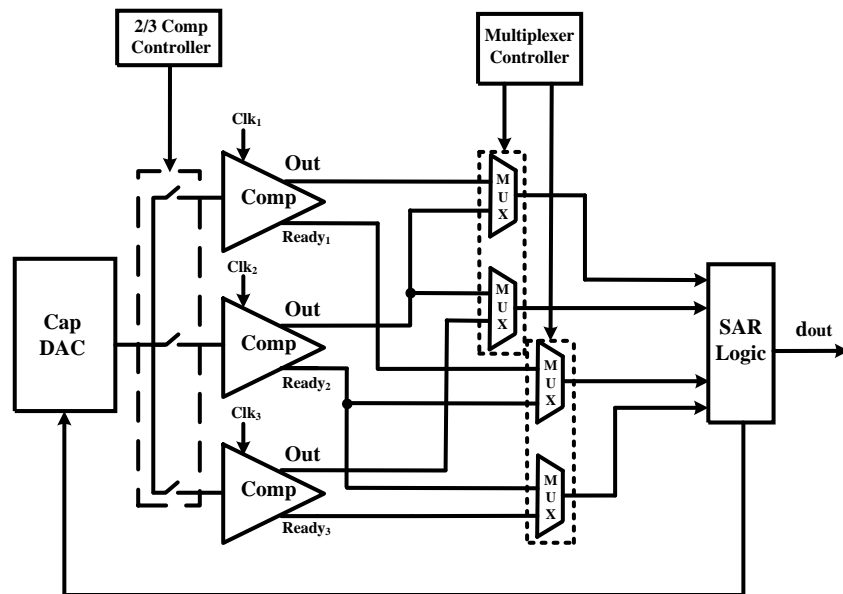 2/3 Comp
Controller
Multiplexer
Controller
Clk₁
Out
Comp
Ready₁
M
U
X
Clk₂
Out
Comp
Ready₂
M
U
X
Cap
DAC
SAR
Logic
dout
M
U
X
Clk₃
Out
Comp
Ready₃
M
U
X